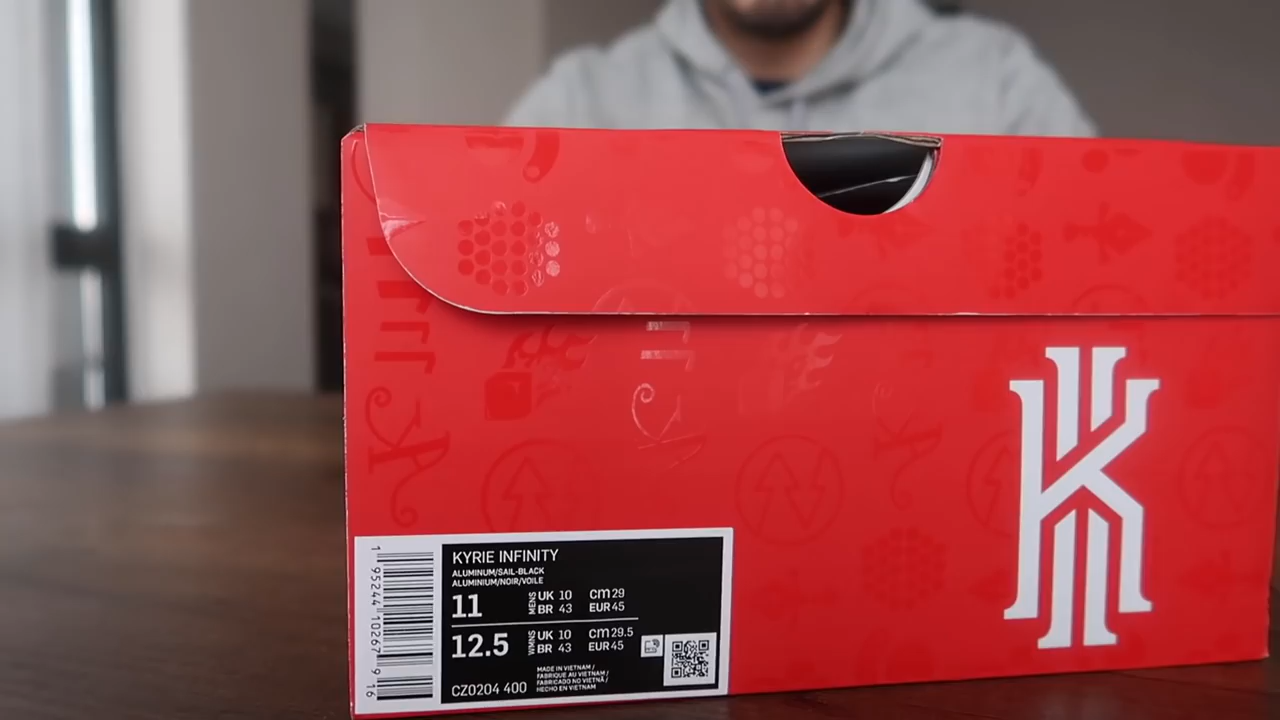 KYRIE INFINITY
ALUMINUM/SAIL-BLACK
ALUMINIUM/NOIR/VOILE
11 MENS UK 10 cm 29
BR 43 EUR 45
12.5 WMNS UK 10 cm 29.5
BR 43 EUR 45
MADE IN VIETNAM /
FABRIQUE AU VIETNAM /
FABRICADO NO VIETNÃ /
HECHO EN VIETNAM
CZ0204 400
1 95244 10267 9 16